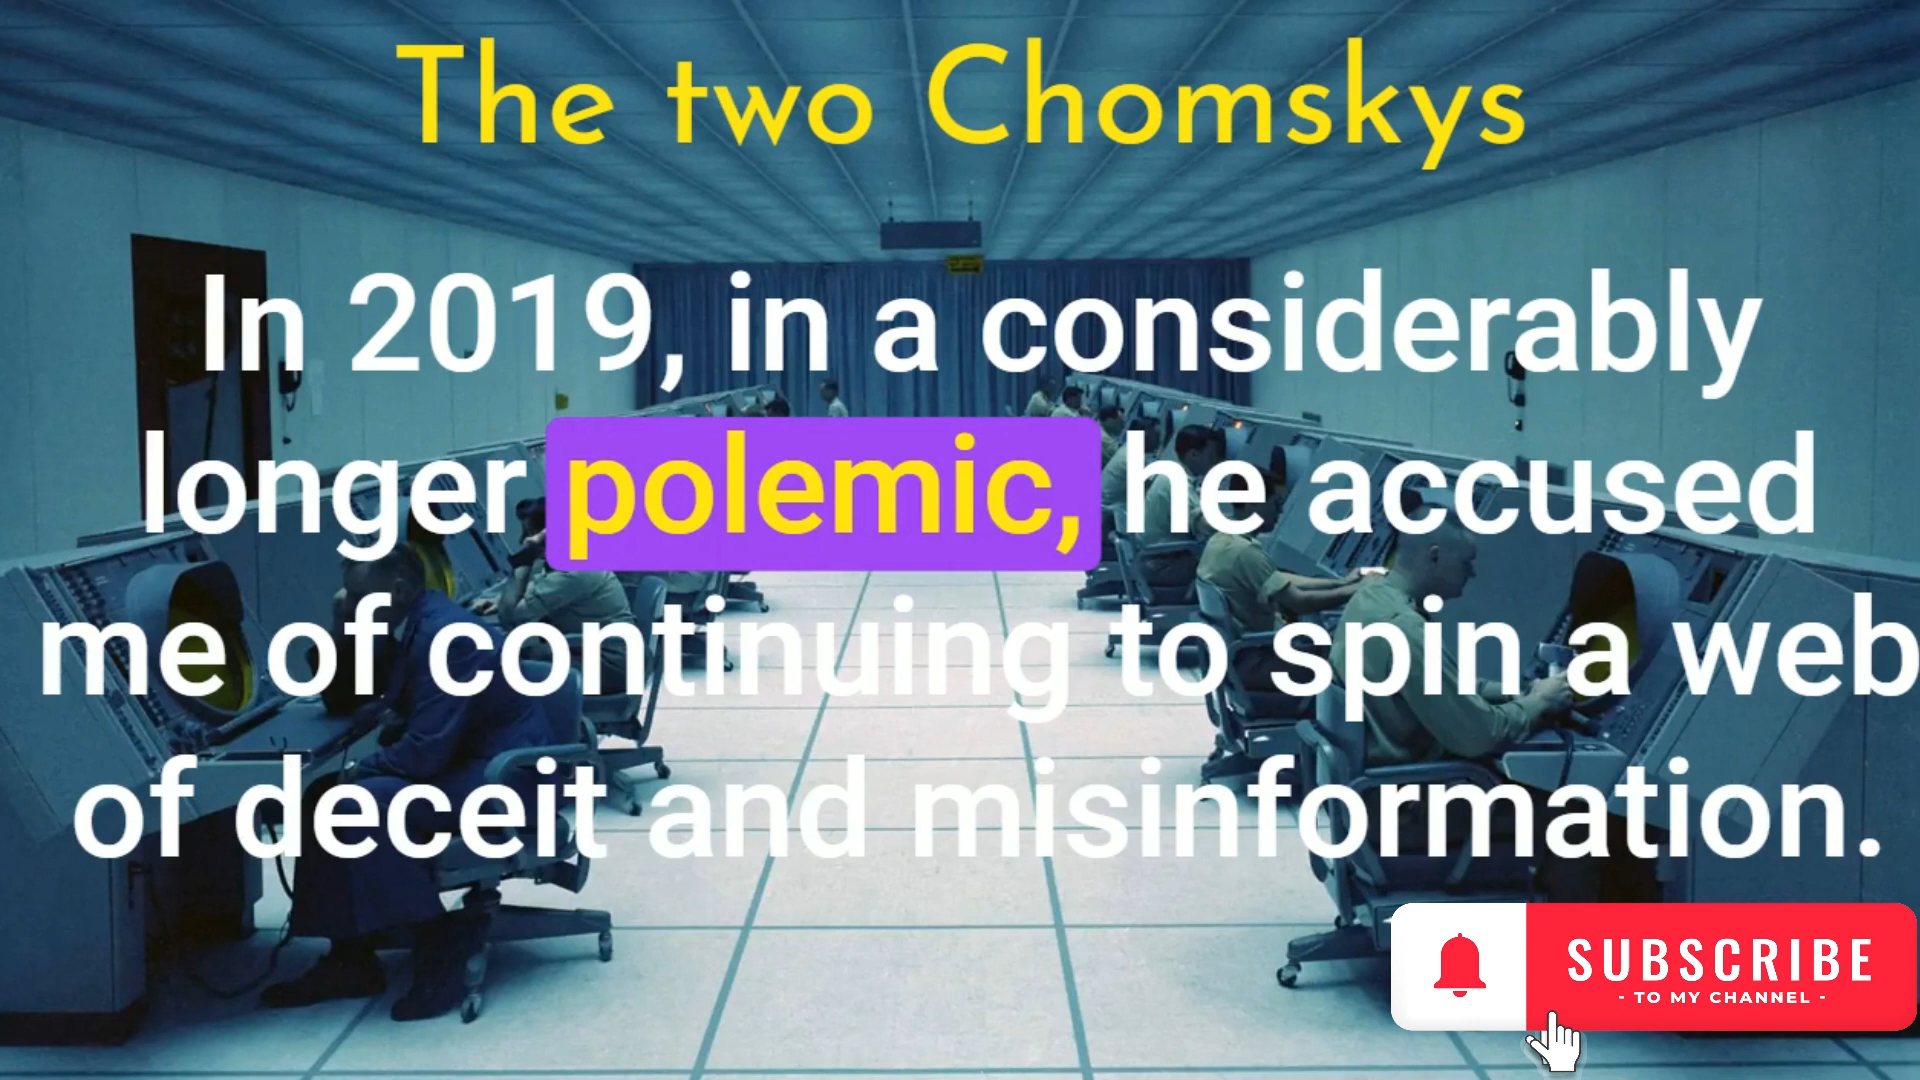 The two Chomskys
In 2019, in a considerably
longer polemic, he accused
me of continuing to spin a web
of deceit and misinformation.
SUBSCRIBE
- TO MY CHANNEL -